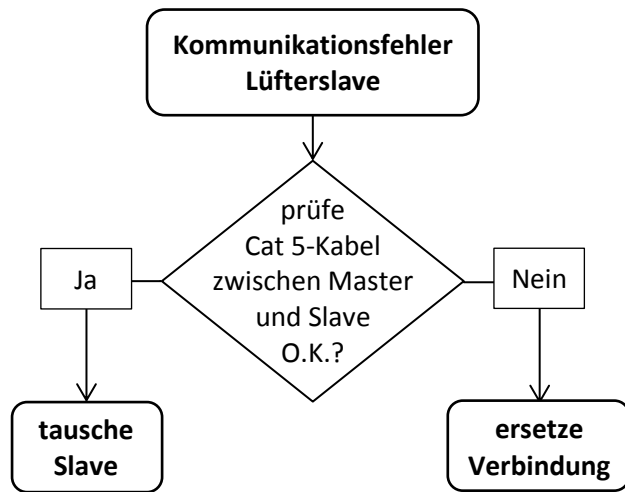 Kommunikationsfehler
Lüfterslave
prüfe
Cat 5-Kabel
zwischen Master
und Slave
O.K.?
Ja
Nein
tausche
Slave
ersetze
Verbindung